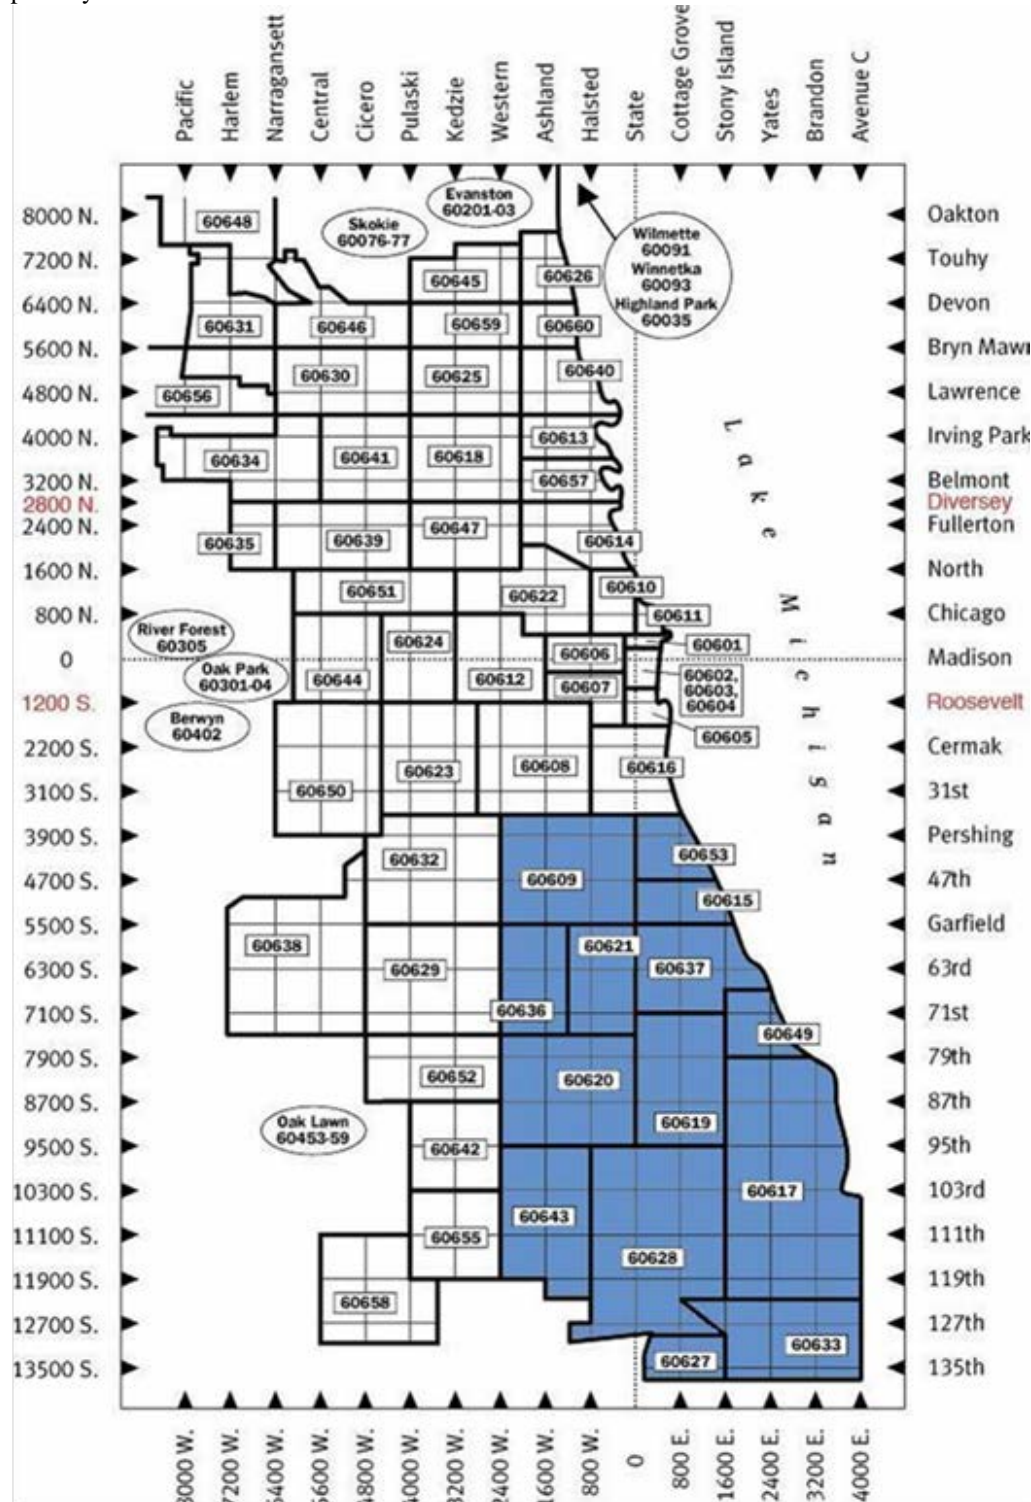 Pacific
Harlem
Narragansett
Central
Cicero
Pulaski
Kedzie
Western
Ashland
Halsted
State
Cottage Grove
Stony Island
Yates
Brandon
Avenue C
8000 N.
7200 N.
6400 N.
5600 N.
4800 N.
4000 N.
3200 N.
2800 N.
2400 N.
1600 N.
800 N.
0
1200 S.
2200 S.
3100 S.
3900 S.
4700 S.
5500 S.
6300 S.
7100 S.
7900 S.
8700 S.
9500 S.
10300 S.
11100 S.
11900 S.
12700 S.
13500 S.
Evanston
60201-03
60648
Skokie
60076-77
Wilmette
60091
Winnetka
60093
Highland Park
60035
60645
60626
60631
60646
60659
60660
60630
60625
60640
60656
60613
60634
60641
60618
60657
60635
60639
60647
60614
60651
60622
60610
60611
River Forest
60305
60624
60606
60601
Oak Park
60301-04
60644
60612
60607
60602,
60603,
60604
Berwyn
60402
60605
60650
60623
60608
60616
60632
60609
60653
60615
60638
60629
60621
60637
60636
60649
60652
60620
60619
Oak Lawn
60453-59
60642
60617
60655
60643
60628
60658
60633
60627
Lake Michigan
Oakton
Touhy
Devon
Bryn Mawr
Lawrence
Irving Park
Belmont
Diversey
Fullerton
North
Chicago
Madison
Roosevelt
Cermak
31st
Pershing
47th
Garfield
63rd
71st
79th
87th
95th
103rd
111th
119th
127th
135th
8000 W.
7200 W.
6400 W.
5600 W.
4800 W.
4000 W.
3200 W.
2400 W.
1600 W.
800 W.
0
800 E.
1600 E.
2400 E.
3200 E.
4000 E.